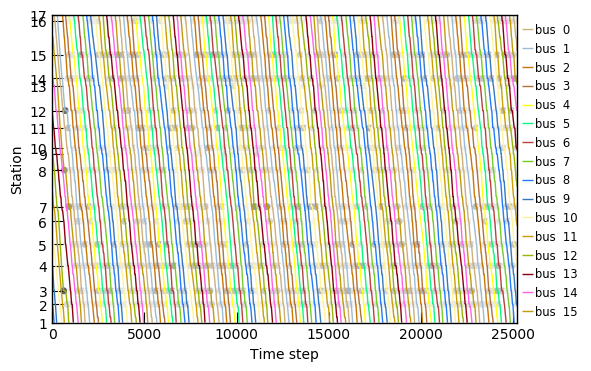 17
16
15
14
13
12
11
10
9
8
7
6
5
4
3
2
1
Station
0 5000 10000 15000 20000 25000
Time step
bus 0
bus 1
bus 2
bus 3
bus 4
bus 5
bus 6
bus 7
bus 8
bus 9
bus 10
bus 11
bus 12
bus 13
bus 14
bus 15